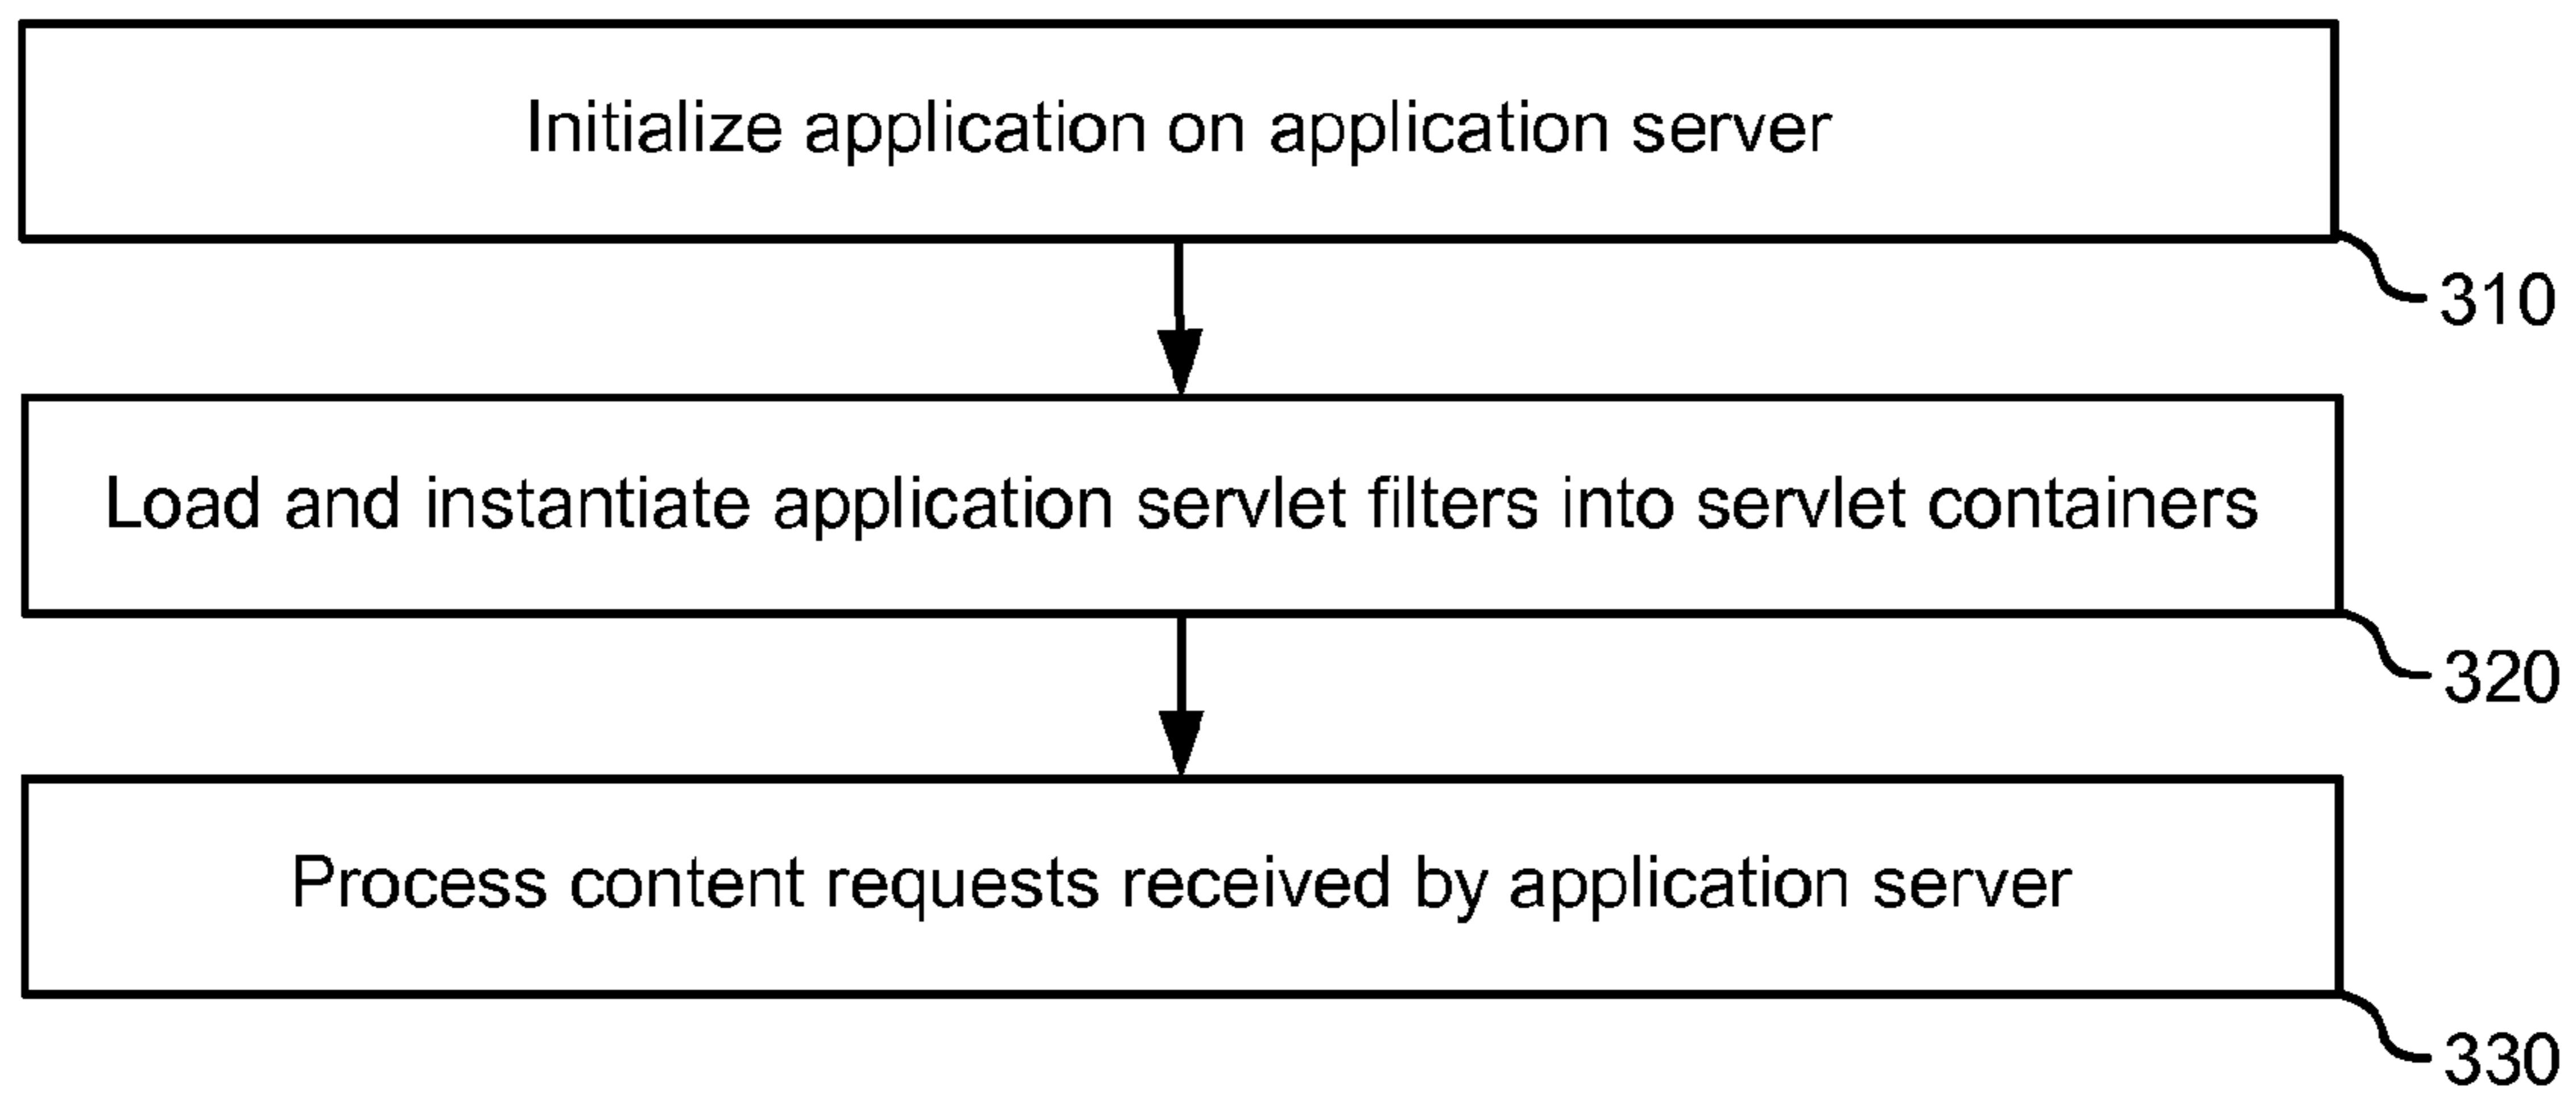 Initialize application on application server
310
Load and instantiate application servlet filters into servlet containers
320
Process content requests received by application server
330